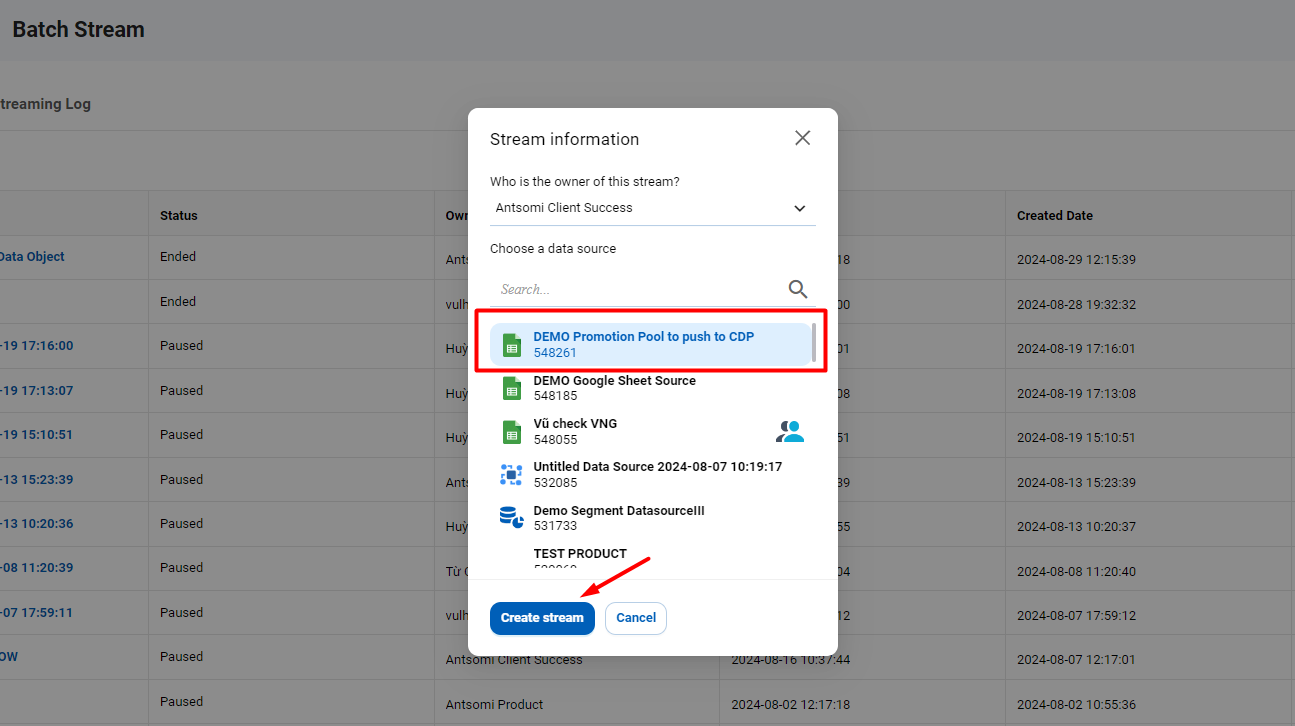 Batch Stream
treaming Log
Status
Own
Created Date
Data Object
Ended
Ants
18
2024-08-29 12:15:39
Ended
vulh
00
2024-08-28 19:32:32
-19 17:16:00
Paused
Huỳ
01
2024-08-19 17:16:01
-19 17:13:07
Paused
Huỳ
08
2024-08-19 17:13:08
-19 15:10:51
Paused
Huỳ
51
2024-08-19 15:10:51
-13 15:23:39
Paused
Ants
39
2024-08-13 15:23:39
-13 10:20:36
Paused
Huỳ
55
2024-08-13 10:20:37
-08 11:20:39
Paused
Từ
04
2024-08-08 11:20:40
-07 17:59:11
Paused
vulh
12
2024-08-07 17:59:12
OW
Paused
Antsomi Client Success
2024-08-16 10:37:44
2024-08-07 12:17:01
Paused
Antsomi Product
2024-08-02 12:17:18
2024-08-02 10:55:36
Stream information
Who is the owner of this stream?
Antsomi Client Success
Choose a data source
Search...
DEMO Promotion Pool to push to CDP
548261
DEMO Google Sheet Source
548185
Vũ check VNG
548055
Untitled Data Source 2024-08-07 10:19:17
532085
Demo Segment DatasourceIII
531733
TEST PRODUCT
Create stream
Cancel